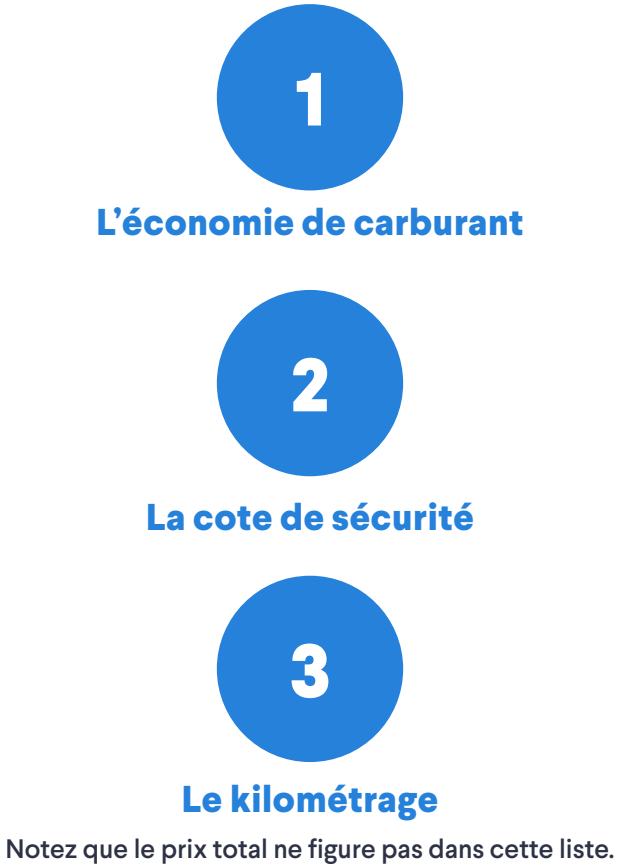 1
L’économie de carburant
2
La cote de sécurité
3
Le kilométrage
Notez que le prix total ne figure pas dans cette liste.